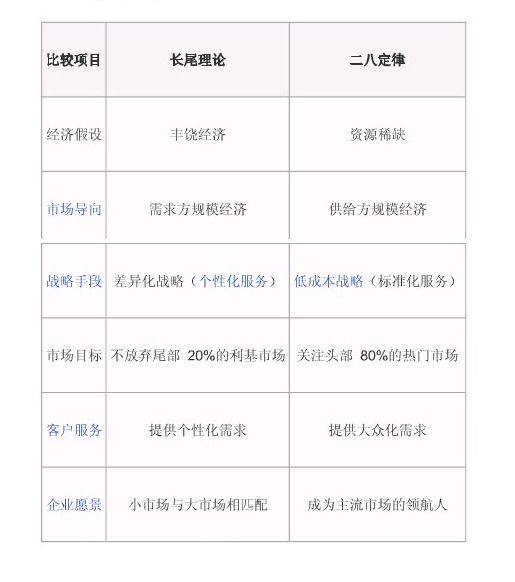 比较项目 长尾理论 二八定律
经济假设 丰饶经济 资源稀缺
市场导向 需求方规模经济 供给方规模经济
战略手段 差异化战略（个性化服务） 低成本战略（标准化服务）
市场目标 不放弃尾部 20%的利基市场 关注头部 80%的热门市场
客户服务 提供个性化需求 提供大众化需求
企业愿景 小市场与大市场相匹配 成为主流市场的领航人